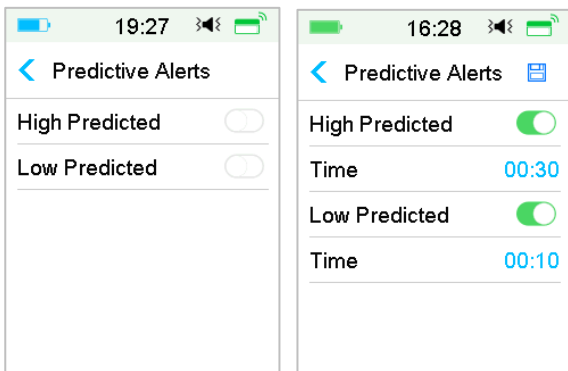 19:27
Predictive Alerts
High Predicted
Low Predicted
16:28
Predictive Alerts
High Predicted
Time 00:30
Low Predicted
Time 00:10